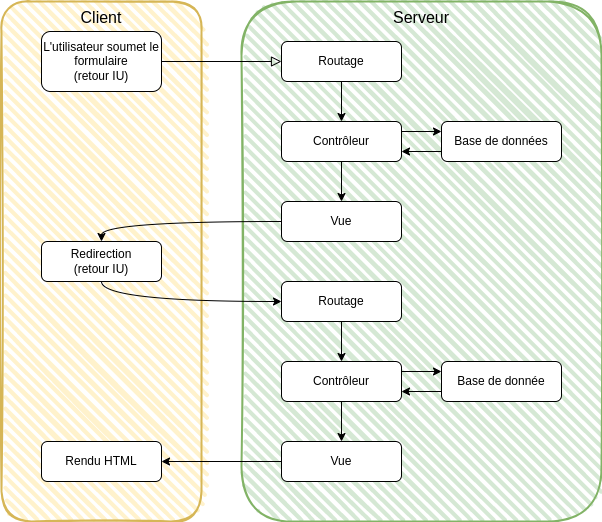 Client
Serveur
L'utilisateur soumet le
formulaire
(retour IU)
Routage
Contrôleur
Base de données
Vue
Redirection
(retour IU)
Routage
Contrôleur
Base de donnée
Rendu HTML
Vue